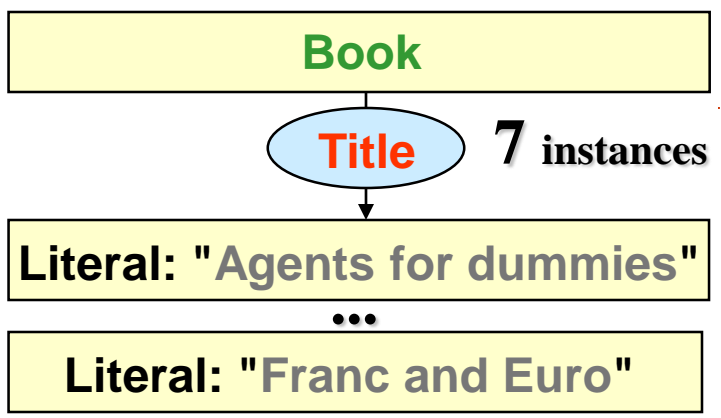 Book
Title
7 instances
Literal: "Agents for dummies"
...
Literal: "Franc and Euro"